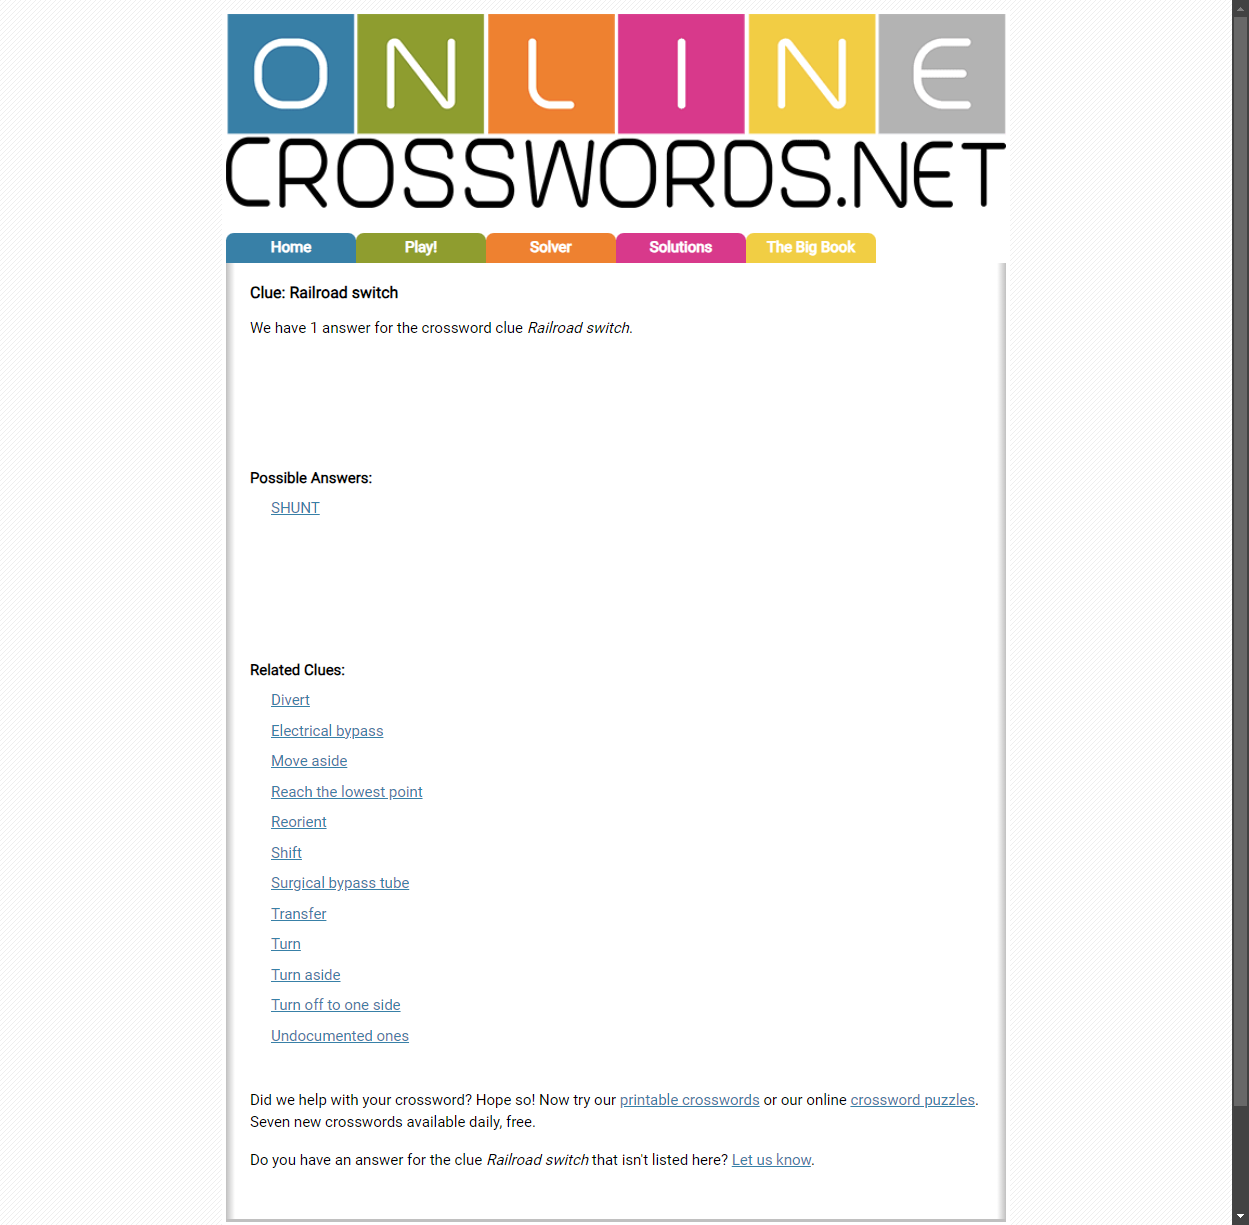 ONLINE
CROSSWORDS.NET
Home Play! Solver Solutions The Big Book
Clue: Railroad switch
We have 1 answer for the crossword clue Railroad switch.
Possible Answers:
SHUNT
Related Clues:
Divert
Electrical bypass
Move aside
Reach the lowest point
Reorient
Shift
Surgical bypass tube
Transfer
Turn
Turn aside
Turn off to one side
Undocumented ones
Did we help with your crossword? Hope so! Now try our printable crosswords or our online crossword puzzles.
Seven new crosswords available daily, free.
Do you have an answer for the clue Railroad switch that isn't listed here? Let us know.